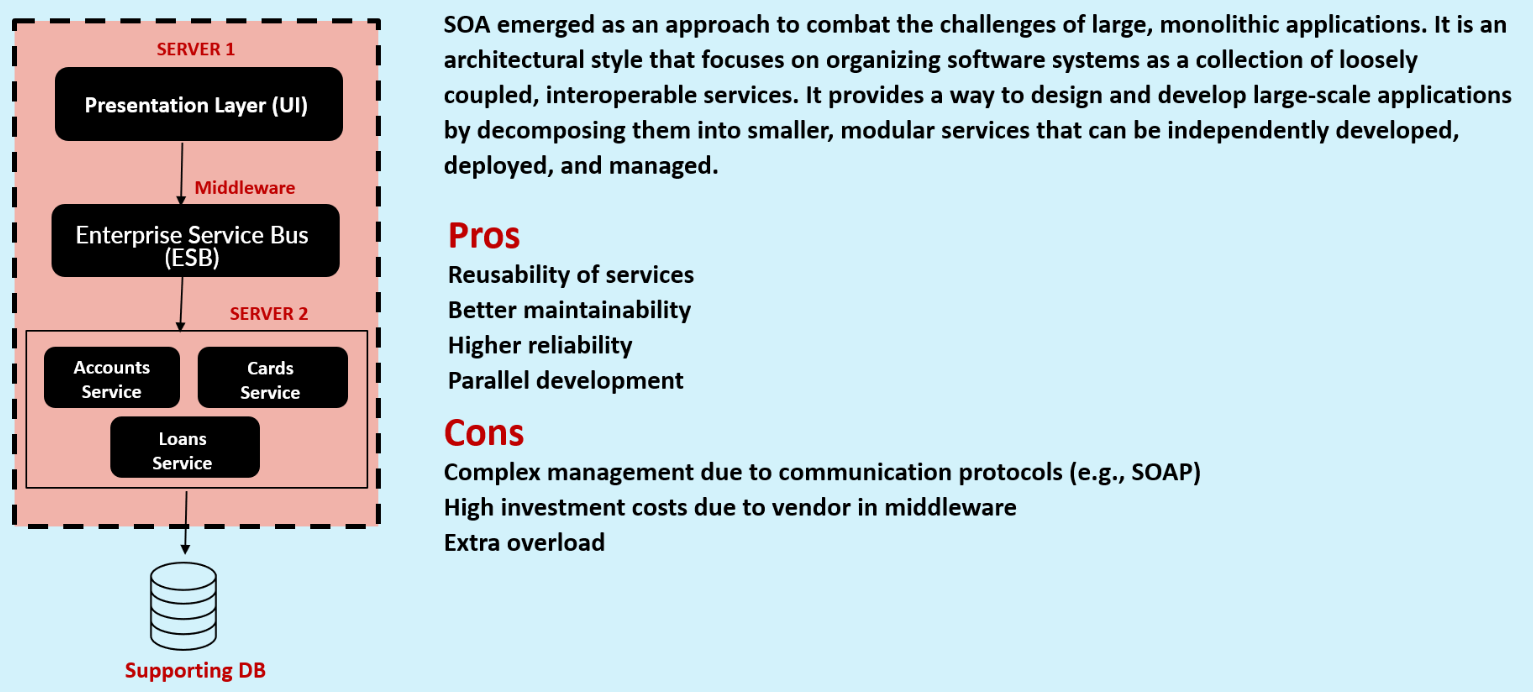 SERVER 1
Presentation Layer (UI)
Middleware
Enterprise Service Bus
(ESB)
SERVER 2
Accounts
Service
Cards
Service
Loans
Service
Supporting DB
SOA emerged as an approach to combat the challenges of large, monolithic applications. It is an
architectural style that focuses on organizing software systems as a collection of loosely
coupled, interoperable services. It provides a way to design and develop large-scale applications
by decomposing them into smaller, modular services that can be independently developed,
deployed, and managed.
Pros
Reusability of services
Better maintainability
Higher reliability
Parallel development
Cons
Complex management due to communication protocols (e.g., SOAP)
High investment costs due to vendor in middleware
Extra overload